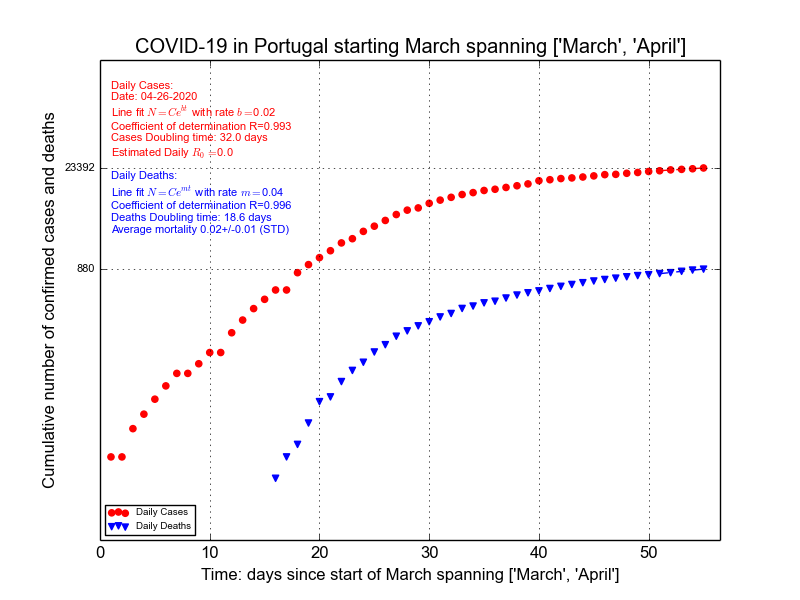 COVID-19 in Portugal starting March spanning ['March', 'April']
Daily Cases:
Date: 04-26-2020
Line fit N=Ce^{bt} with rate b=0.02
Coefficient of determination R=0.993
Cases Doubling time: 32.0 days
Estimated Daily R_0 =0.0
Daily Deaths:
Line fit N=Ce^{mt} with rate m=0.04
Coefficient of determination R=0.996
Deaths Doubling time: 18.6 days
Average mortality 0.02+/-0.01 (STD)
Cumulative number of confirmed cases and deaths
23392
880
Daily Cases
Daily Deaths
0 10 20 30 40 50
Time: days since start of March spanning ['March', 'April']